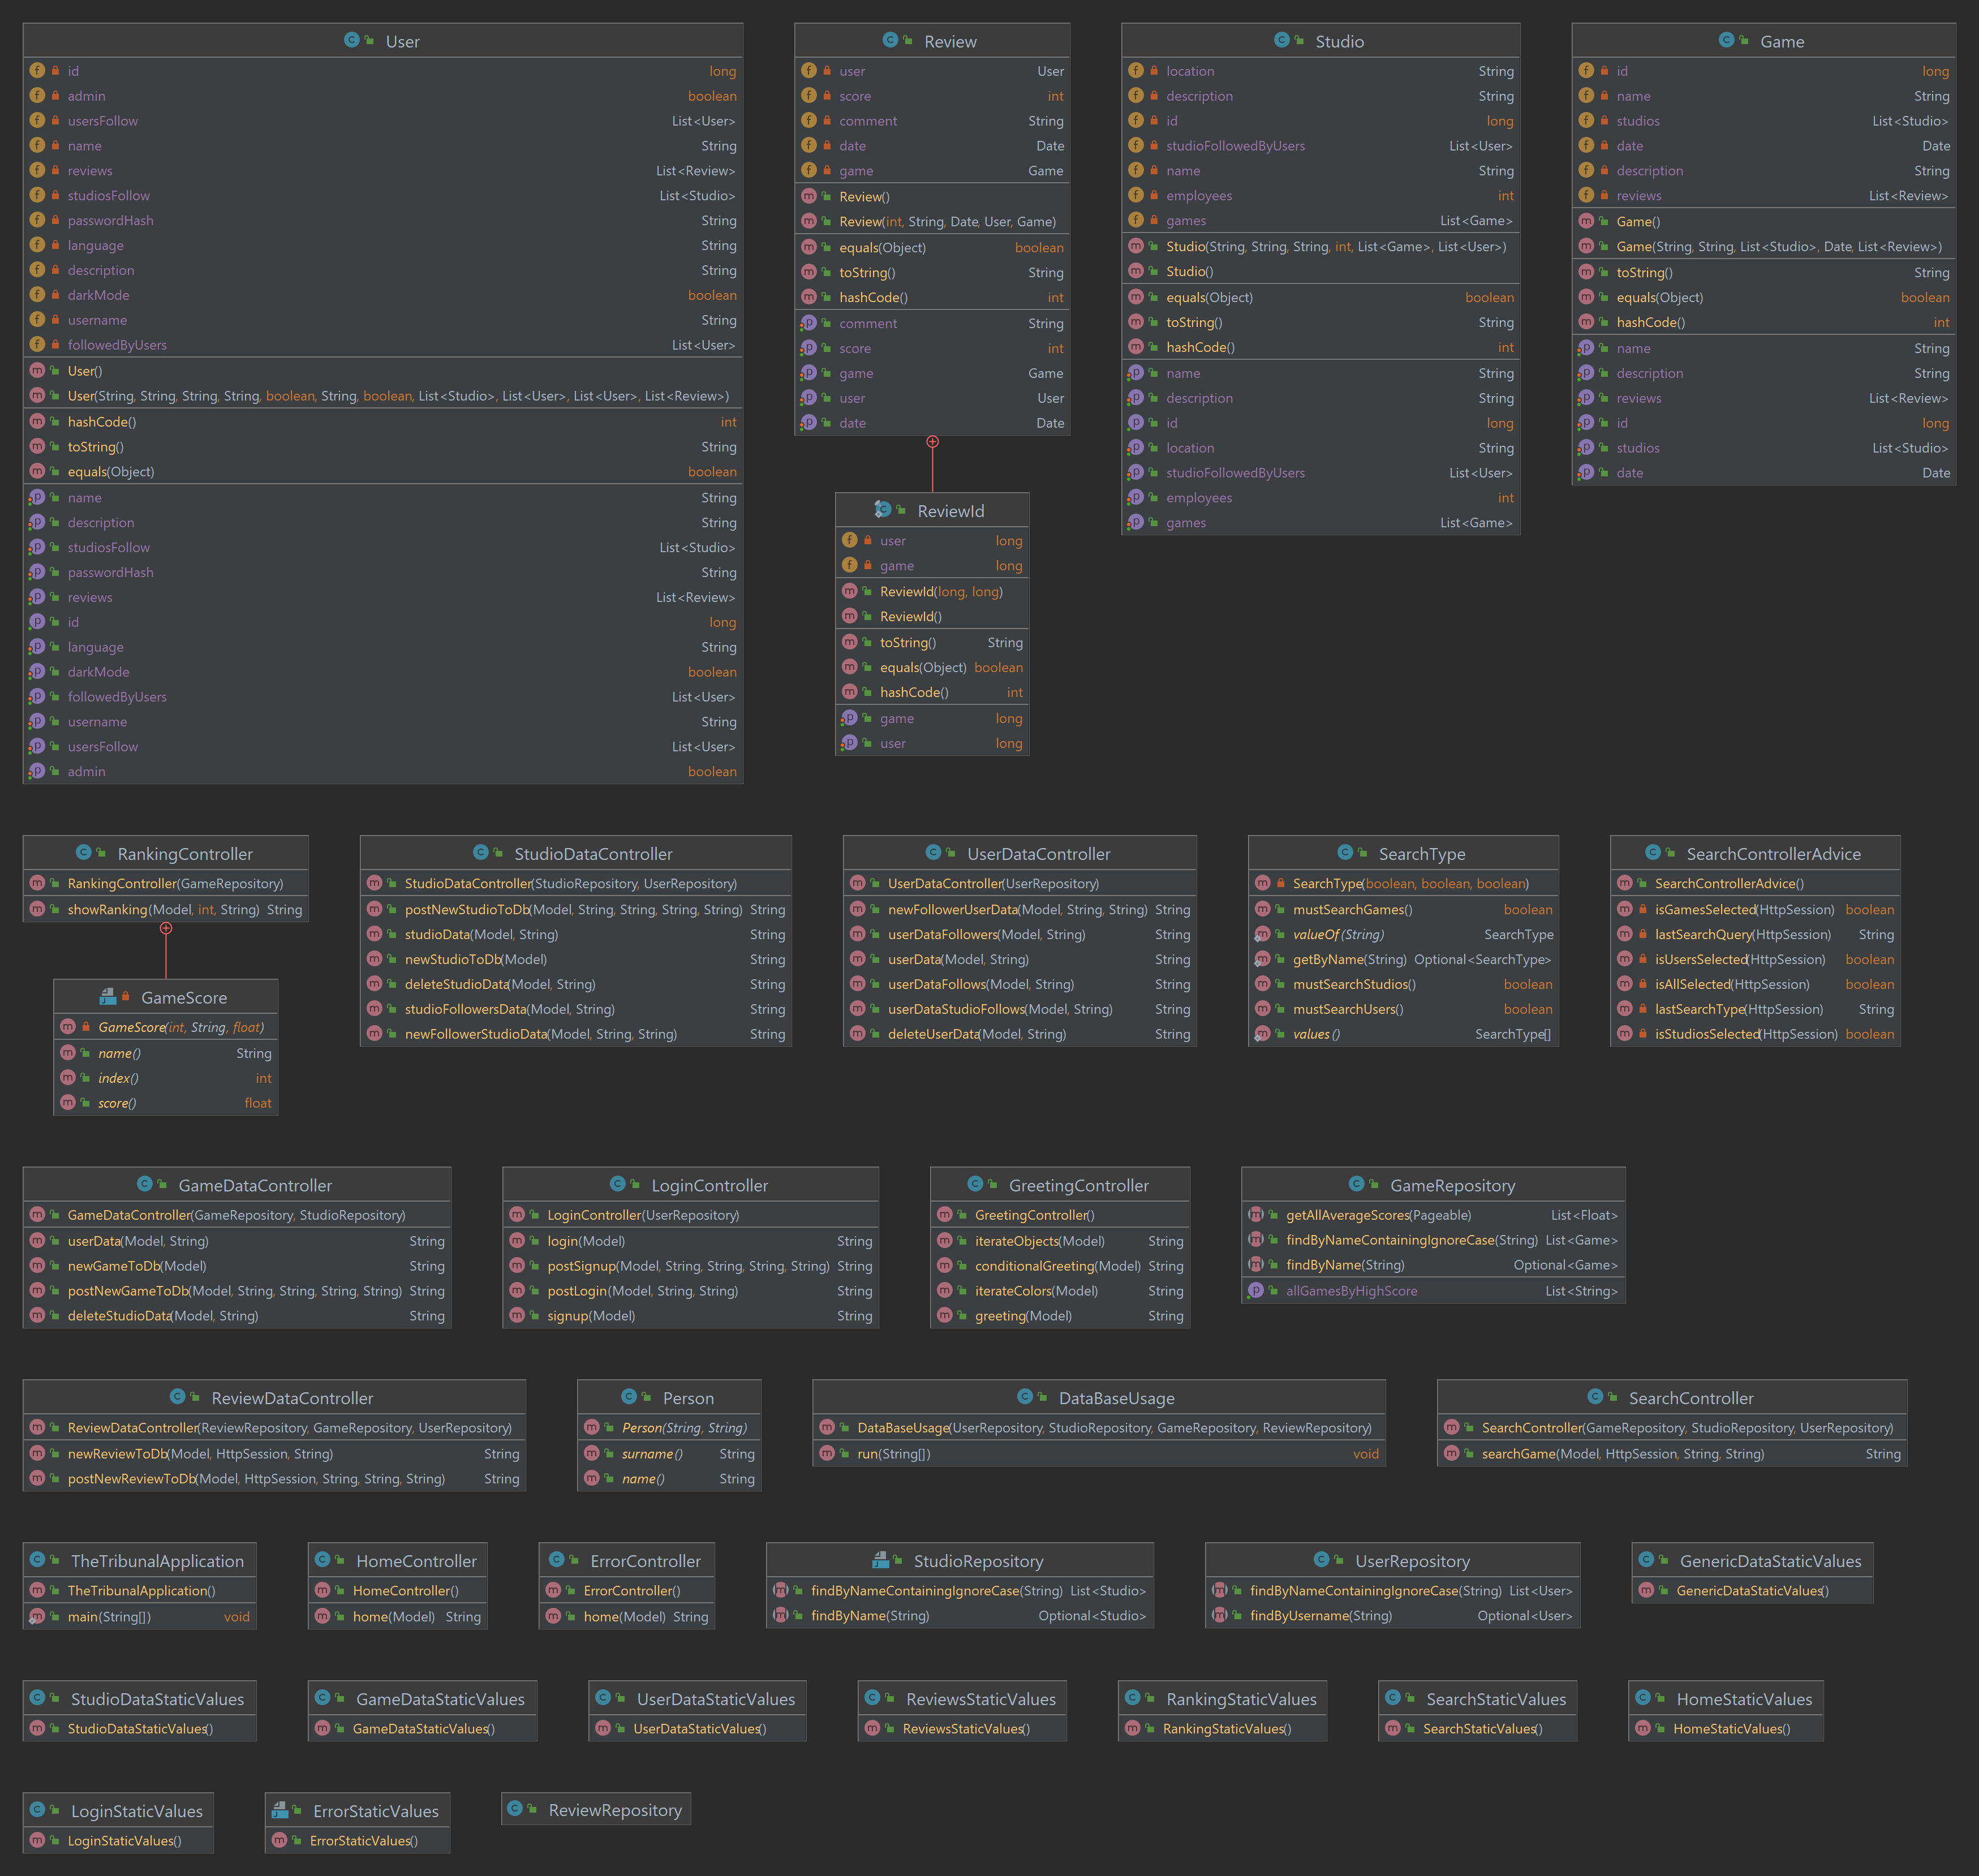 User
id long
admin boolean
usersFollow List<User>
name String
reviews List<Review>
studiosFollow List<Studio>
passwordHash String
language String
description String
darkMode boolean
username String
followedByUsers List<User>
User()
User(String, String, String, String, boolean, String, boolean, List<Studio>, List<User>, List<User>, List<Review>)
hashCode() int
toString() String
equals(Object) boolean
name String
description String
studiosFollow List<Studio>
passwordHash String
reviews List<Review>
id long
language String
darkMode boolean
followedByUsers List<User>
username String
usersFollow List<User>
admin boolean
Review
user User
score int
comment String
date Date
game Game
Review()
Review(int, String, Date, User, Game)
equals(Object) boolean
toString() String
hashCode() int
comment String
score int
game Game
user User
date Date
ReviewId
user long
game long
ReviewId(long, long)
ReviewId()
toString() String
equals(Object) boolean
hashCode() int
game long
user long
Studio
location String
description String
id long
studioFollowedByUsers List<User>
name String
employees int
games List<Game>
Studio(String, String, String, int, List<Game>, List<User>)
Studio()
equals(Object) boolean
toString() String
hashCode() int
name String
description String
id long
location String
studioFollowedByUsers List<User>
employees int
games List<Game>
Game
id long
name String
studios List<Studio>
date Date
description String
reviews List<Review>
Game()
Game(String, String, List<Studio>, Date, List<Review>)
toString() String
equals(Object) boolean
hashCode() int
name String
description String
reviews List<Review>
id long
studios List<Studio>
date Date
RankingController
RankingController(GameRepository)
showRanking(Model, int, String) String
GameScore
GameScore(int, String, float)
name() String
index() int
score() float
StudioDataController
StudioDataController(StudioRepository, UserRepository)
postNewStudioToDb(Model, String, String, String, String) String
studioData(Model, String) String
newStudioToDb(Model) String
deleteStudioData(Model, String) String
studioFollowersData(Model, String) String
newFollowerStudioData(Model, String, String) String
UserDataController
UserDataController(UserRepository)
newFollowerUserData(Model, String, String) String
userDataFollowers(Model, String) String
userData(Model, String) String
userDataFollows(Model, String) String
userDataStudioFollows(Model, String) String
deleteUserData(Model, String) String
SearchType
SearchType(boolean, boolean, boolean)
mustSearchGames() boolean
valueOf(String) SearchType
getByName(String) Optional<SearchType>
mustSearchStudios() boolean
mustSearchUsers() boolean
values() SearchType[]
SearchControllerAdvice
SearchControllerAdvice()
isGamesSelected(HttpSession) boolean
lastSearchQuery(HttpSession) String
isUsersSelected(HttpSession) boolean
isAllSelected(HttpSession) boolean
lastSearchType(HttpSession) String
isStudiosSelected(HttpSession) boolean
GameDataController
GameDataController(GameRepository, StudioRepository)
userData(Model, String) String
newGameToDb(Model) String
postNewGameToDb(Model, String, String, String, String) String
deleteStudioData(Model, String) String
LoginController
LoginController(UserRepository)
login(Model) String
postSignup(Model, String, String, String, String) String
postLogin(Model, String, String) String
signup(Model) String
GreetingController
GreetingController()
iterateObjects(Model) String
conditionalGreeting(Model) String
iterateColors(Model) String
greeting(Model) String
GameRepository
getAllAverageScores(Pageable) List<Float>
findByNameContainingIgnoreCase(String) List<Game>
findByName(String) Optional<Game>
allGamesByHighScore List<String>
ReviewDataController
ReviewDataController(ReviewRepository, GameRepository, UserRepository)
newReviewToDb(Model, HttpSession, String) String
postNewReviewToDb(Model, HttpSession, String, String, String) String
Person
Person(String, String)
surname() String
name() String
DataBaseUsage
DataBaseUsage(UserRepository, StudioRepository, GameRepository, ReviewRepository)
run(String[]) void
SearchController
SearchController(GameRepository, StudioRepository, UserRepository)
searchGame(Model, HttpSession, String, String) String
TheTribunalApplication
TheTribunalApplication()
main(String[]) void
HomeController
HomeController()
home(Model) String
ErrorController
ErrorController()
home(Model) String
StudioRepository
findByNameContainingIgnoreCase(String) List<Studio>
findByName(String) Optional<Studio>
UserRepository
findByNameContainingIgnoreCase(String) List<User>
findByUsername(String) Optional<User>
GenericDataStaticValues
GenericDataStaticValues()
StudioDataStaticValues
StudioDataStaticValues()
GameDataStaticValues
GameDataStaticValues()
UserDataStaticValues
UserDataStaticValues()
ReviewsStaticValues
ReviewsStaticValues()
RankingStaticValues
RankingStaticValues()
SearchStaticValues
SearchStaticValues()
HomeStaticValues
HomeStaticValues()
LoginStaticValues
LoginStaticValues()
ErrorStaticValues
ErrorStaticValues()
ReviewRepository